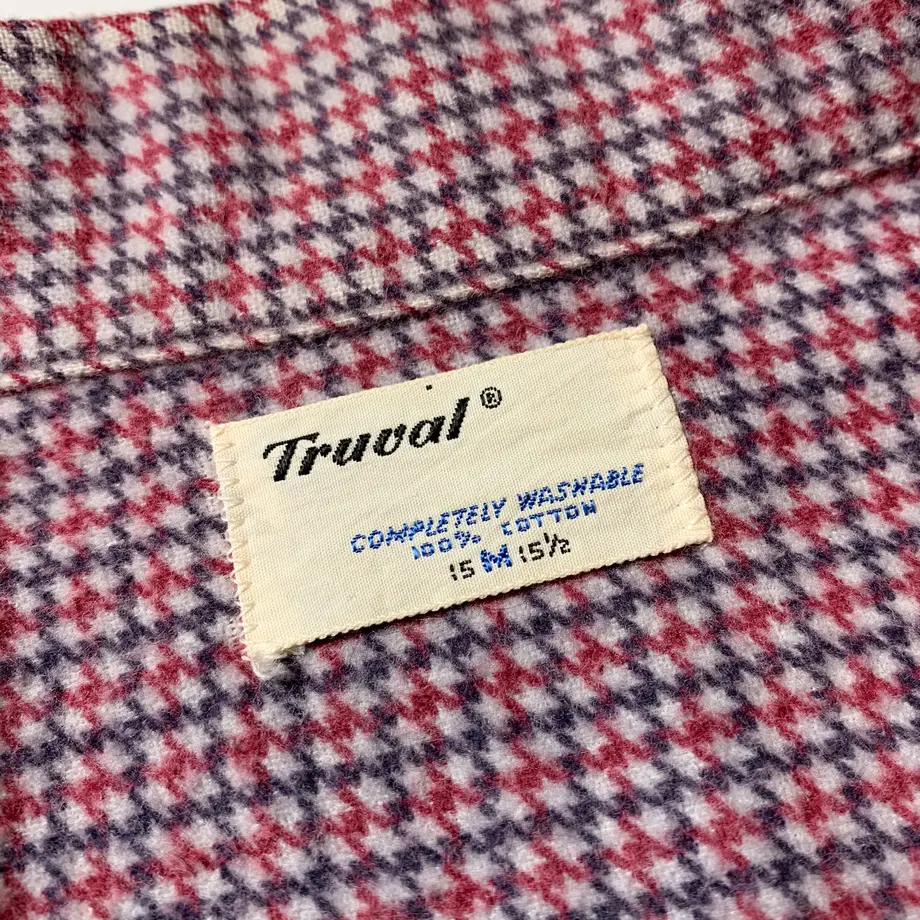 Truval ®
COMPLETELY WASHABLE
100% COTTON
15 M 15½